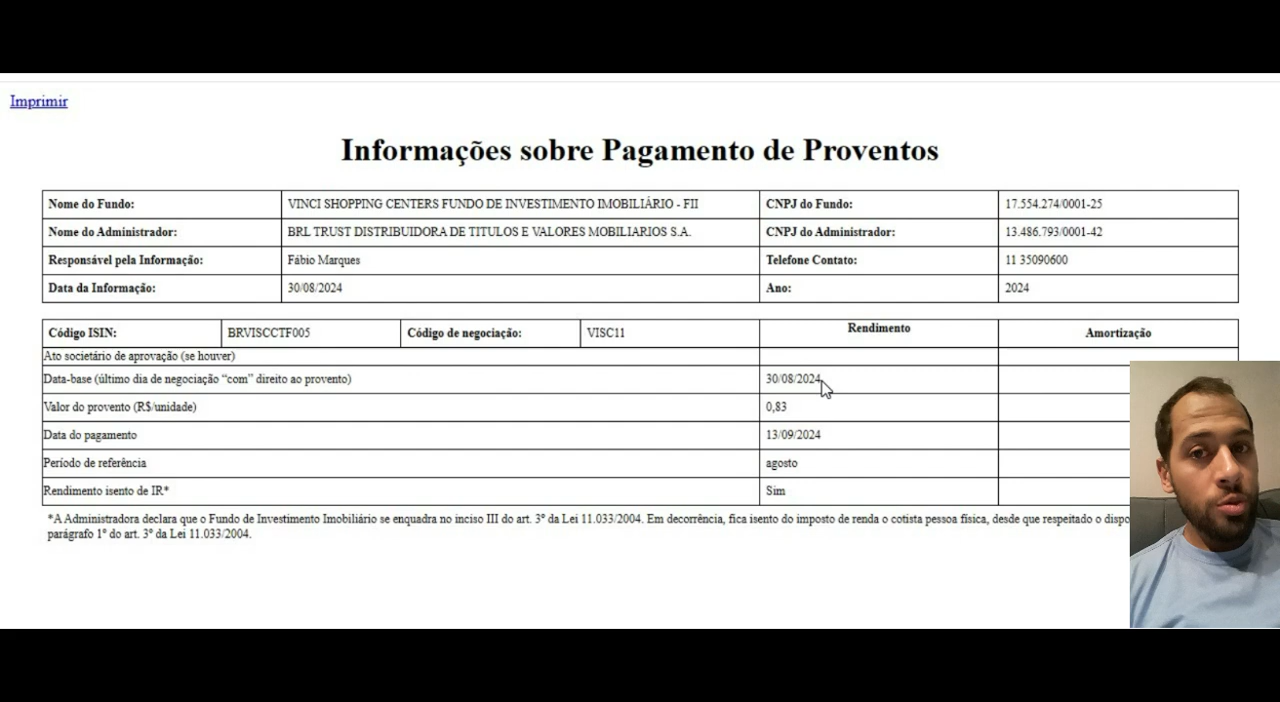 Imprimir
Informações sobre Pagamento de Proventos
Nome do Fundo: VINCI SHOPPING CENTERS FUNDO DE INVESTIMENTO IMOBILIÁRIO - FII CNPJ do Fundo: 17.554.274/0001-25
Nome do Administrador: BRL TRUST DISTRIBUIDORA DE TITULOS E VALORES MOBILIARIOS S.A. CNPJ do Administrador: 13.486.793/0001-42
Responsável pela Informação: Fábio Marques Telefone Contato: 11 35090600
Data da Informação: 30/08/2024 Ano: 2024
Código ISIN: BRVISCCTF005 Código de negociação: VISC11 Rendimento Amortização
Ato societário de aprovação (se houver)
Data-base (último dia de negociação “com” direito ao provento) 30/08/2024
Valor do provento (R$/unidade) 0,83
Data do pagamento 13/09/2024
Período de referência agosto
Rendimento isento de IR* Sim
*A Administradora declara que o Fundo de Investimento Imobiliário se enquadra no inciso III do art. 3º da Lei 11.033/2004. Em decorrência, fica isento do imposto de renda o cotista pessoa física, desde que respeitado o dispo
parágrafo 1º do art. 3º da Lei 11.033/2004.